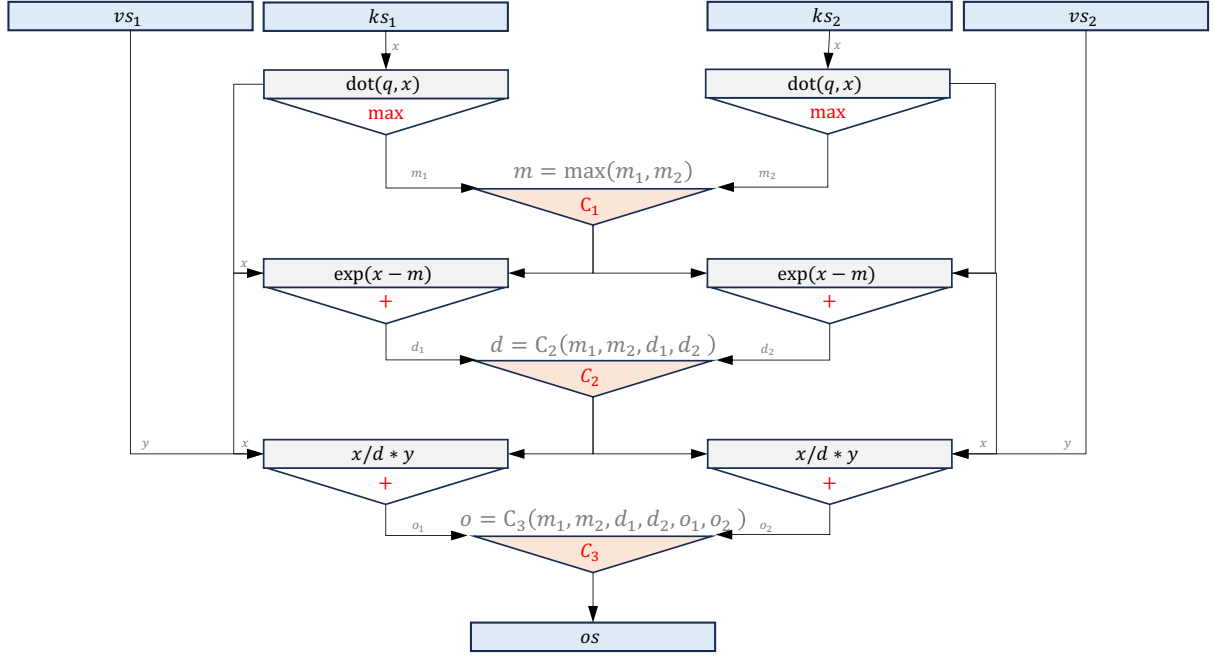 vs₁
ks₁
ks₂
vs₂
x
x
dot(q, x)
dot(q, x)
max
max
m = max(m₁, m₂)
m₁
m₂
C₁
x
exp(x − m)
exp(x − m)
+
+
d = C₂(m₁, m₂, d₁, d₂ )
d₁
d₂
C₂
y
x
x/d ∗ y
x/d ∗ y
x
y
+
+
o = C₃(m₁, m₂, d₁, d₂, o₁, o₂ )
o₁
o₂
C₃
os